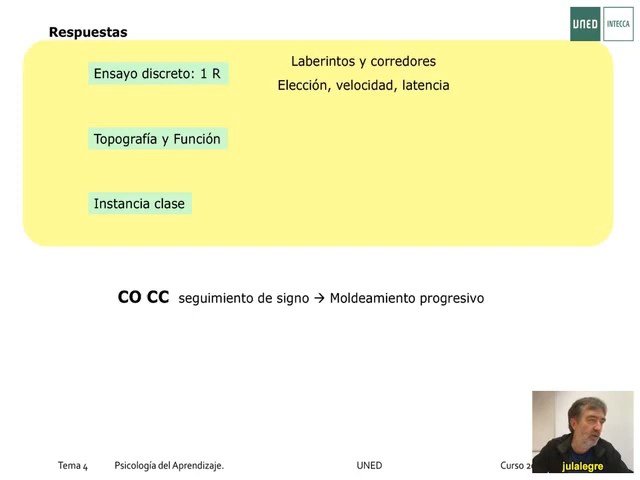 Respuestas
UNED
INTECCA
Ensayo discreto: 1 R
Laberintos y corredores
Elección, velocidad, latencia
Topografía y Función
Instancia clase
CO CC seguimiento de signo → Moldeamiento progresivo
Tema 4 Psicología del Aprendizaje. UNED Curso
julalegre